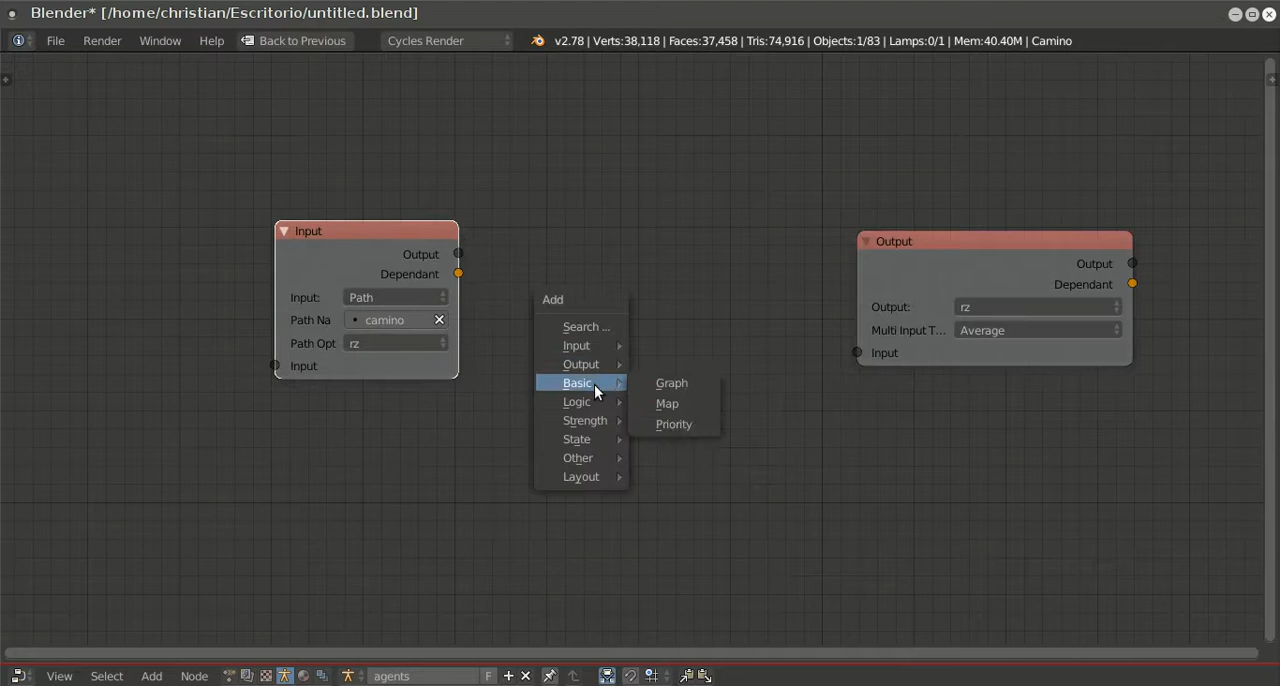 Blender* [/home/christian/Escritorio/untitled.blend]
File Render Window Help Back to Previous Cycles Render v2.78 | Verts:38,118 | Faces:37,458 | Tris:74,916 | Objects:1/83 | Lamps:0/1 | Mem:40.40M | Camino
Input
Output
Dependant
Input: Path
Path Na camino
Path Opt rz
Input
Add
Search ...
Input
Output
Basic
Logic
Strength
State
Other
Layout
Graph
Map
Priority
Output
Output
Dependant
Output: rz
Multi Input T... Average
Input
View Select Add Node agents F